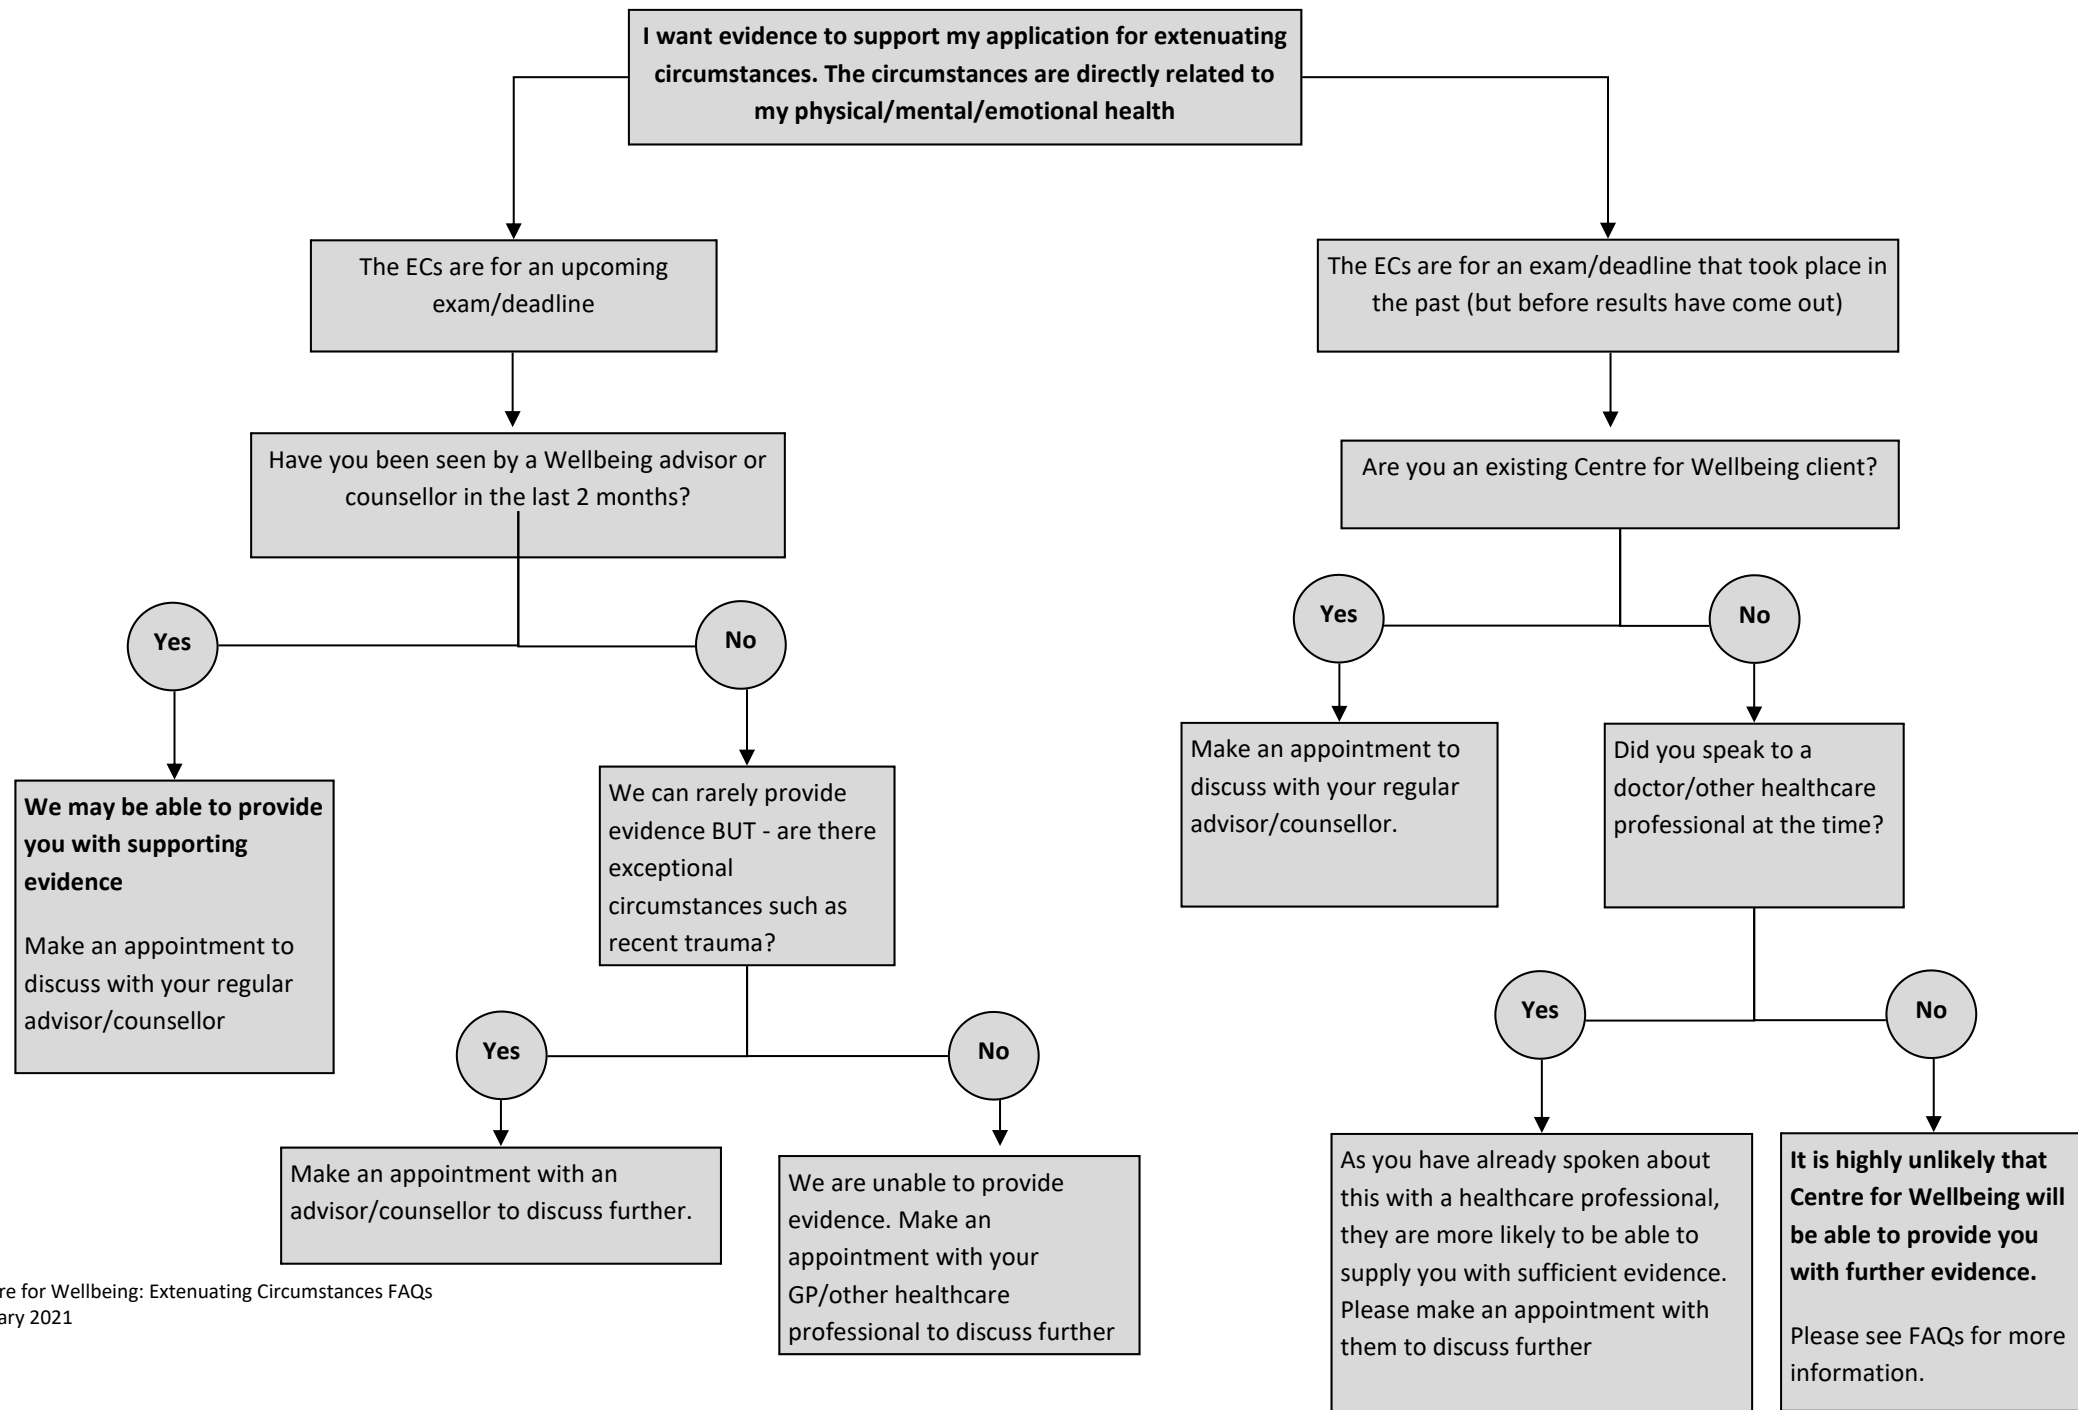 I want evidence to support my application for extenuating
circumstances. The circumstances are directly related to
my physical/mental/emotional health
The ECs are for an upcoming
exam/deadline
The ECs are for an exam/deadline that took place in
the past (but before results have come out)
Have you been seen by a Wellbeing advisor or
counsellor in the last 2 months?
Are you an existing Centre for Wellbeing client?
Yes
No
Yes
No
We may be able to provide
you with supporting
evidence
Make an appointment to
discuss with your regular
advisor/counsellor
We can rarely provide
evidence BUT - are there
exceptional
circumstances such as
recent trauma?
Make an appointment to
discuss with your regular
advisor/counsellor.
Did you speak to a
doctor/other healthcare
professional at the time?
Yes
No
Yes
No
Make an appointment with an
advisor/counsellor to discuss further.
We are unable to provide
evidence. Make an
appointment with your
GP/other healthcare
professional to discuss further
As you have already spoken about
this with a healthcare professional,
they are more likely to be able to
supply you with sufficient evidence.
Please make an appointment with
them to discuss further
It is highly unlikely that
Centre for Wellbeing will
be able to provide you
with further evidence.
Please see FAQs for more
information.
re for Wellbeing: Extenuating Circumstances FAQs
ary 2021